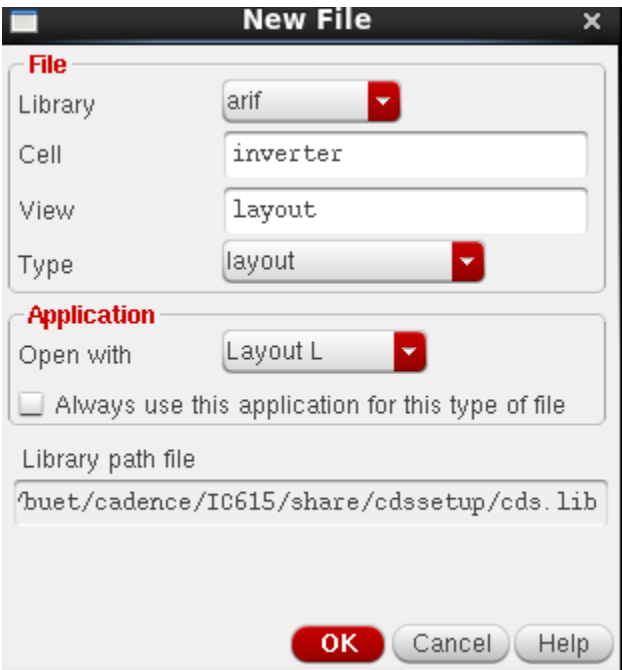 New File
File
Library arif
Cell inverter
View layout
Type layout
Application
Open with Layout L
Always use this application for this type of file
Library path file
buet/cadence/IC615/share/cdssetup/cds.lib
OK Cancel Help